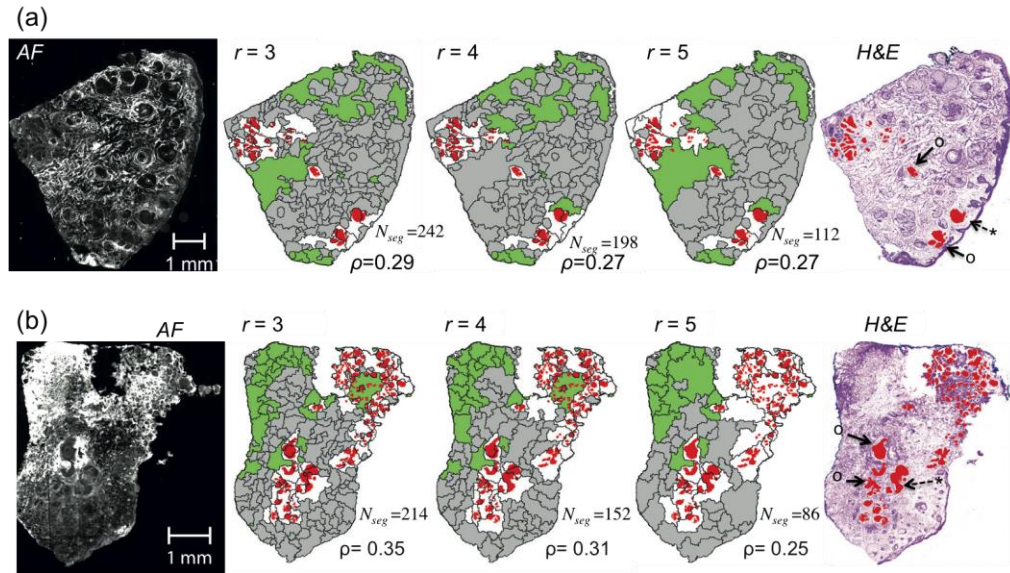 (a)
AF
r = 3
r = 4
r = 5
H&E
o
*
o
N_seg=242
N_seg=198
N_seg=112
1 mm
ρ=0.29
ρ=0.27
ρ=0.27
(b)
AF
r = 3
r = 4
r = 5
H&E
o
o
*
N_seg=214
N_seg=152
N_seg=86
1 mm
ρ= 0.35
ρ= 0.31
ρ= 0.25